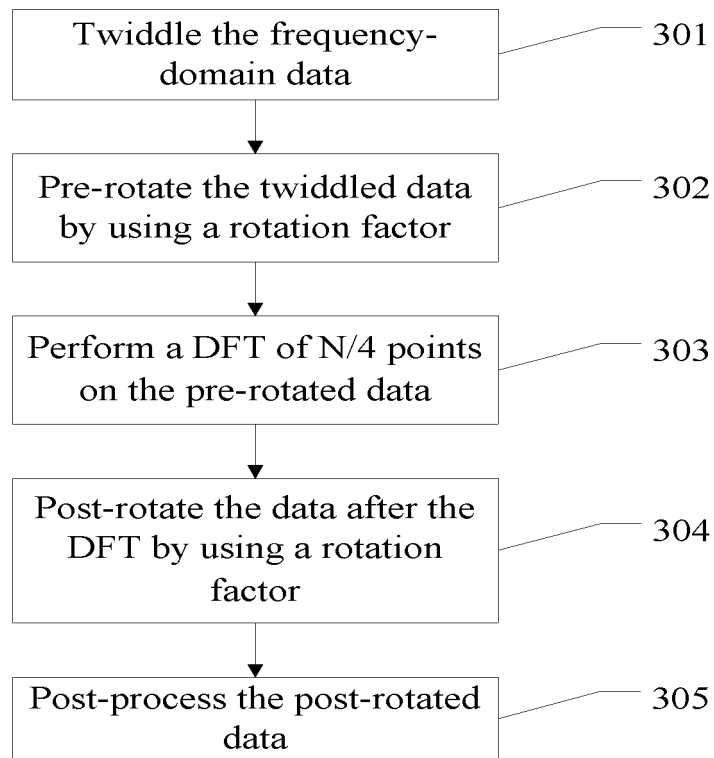 Twiddle the frequency-
domain data
301
Pre-rotate the twiddled data
by using a rotation factor
302
Perform a DFT of N/4 points
on the pre-rotated data
303
Post-rotate the data after the
DFT by using a rotation
factor
304
Post-process the post-rotated
data
305